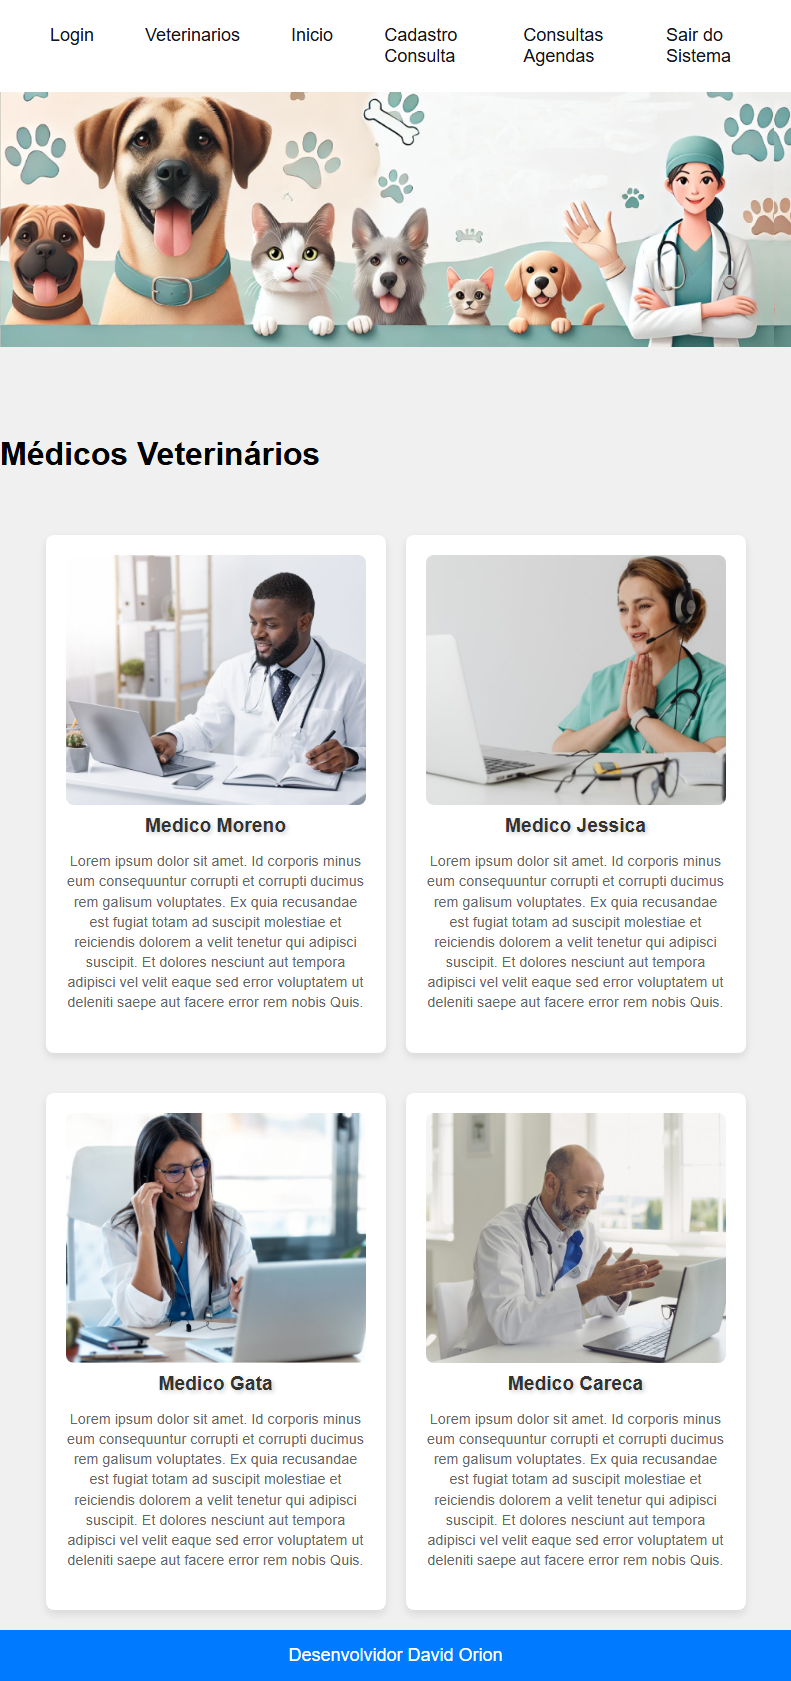 Login
Veterinarios
Inicio
Cadastro
Consulta
Consultas
Agendas
Sair do
Sistema
Médicos Veterinários
Medico Moreno
Lorem ipsum dolor sit amet. Id corporis minus
eum consequuntur corrupti et corrupti ducimus
rem galisum voluptates. Ex quia recusandae
est fugiat totam ad suscipit molestiae et
reiciendis dolorem a velit tenetur qui adipisci
suscipit. Et dolores nesciunt aut tempora
adipisci vel velit eaque sed error voluptatem ut
deleniti saepe aut facere error rem nobis Quis.
Medico Jessica
Lorem ipsum dolor sit amet. Id corporis minus
eum consequuntur corrupti et corrupti ducimus
rem galisum voluptates. Ex quia recusandae
est fugiat totam ad suscipit molestiae et
reiciendis dolorem a velit tenetur qui adipisci
suscipit. Et dolores nesciunt aut tempora
adipisci vel velit eaque sed error voluptatem ut
deleniti saepe aut facere error rem nobis Quis.
Medico Gata
Lorem ipsum dolor sit amet. Id corporis minus
eum consequuntur corrupti et corrupti ducimus
rem galisum voluptates. Ex quia recusandae
est fugiat totam ad suscipit molestiae et
reiciendis dolorem a velit tenetur qui adipisci
suscipit. Et dolores nesciunt aut tempora
adipisci vel velit eaque sed error voluptatem ut
deleniti saepe aut facere error rem nobis Quis.
Medico Careca
Lorem ipsum dolor sit amet. Id corporis minus
eum consequuntur corrupti et corrupti ducimus
rem galisum voluptates. Ex quia recusandae
est fugiat totam ad suscipit molestiae et
reiciendis dolorem a velit tenetur qui adipisci
suscipit. Et dolores nesciunt aut tempora
adipisci vel velit eaque sed error voluptatem ut
deleniti saepe aut facere error rem nobis Quis.
Desenvolvidor David Orion